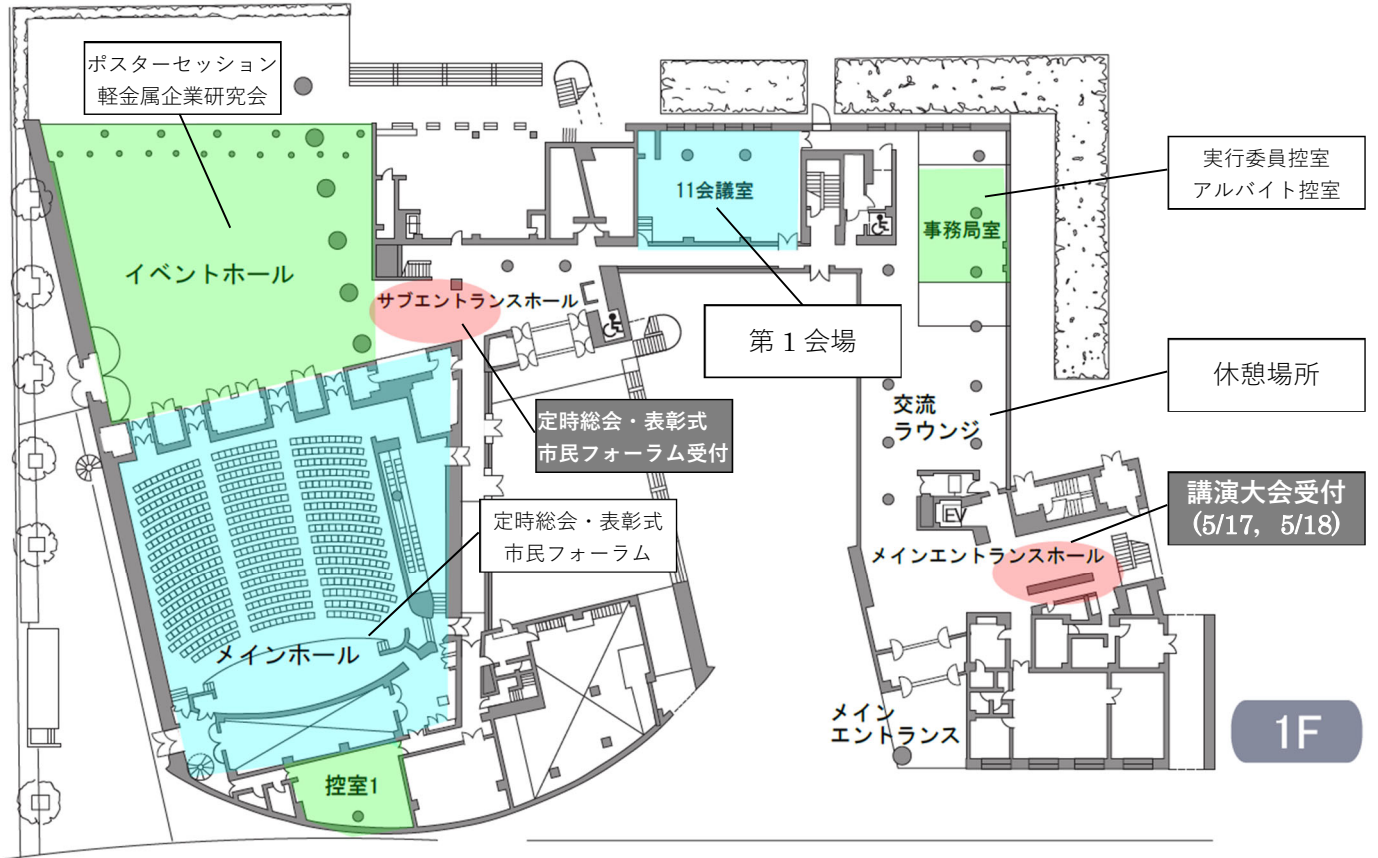 ポスターセッション
軽金属企業研究会
実行委員控室
アルバイト控室
11会議室
事務局室
イベントホール
サブエントランスホール
第１会場
休憩場所
交流
ラウンジ
定時総会・表彰式
市民フォーラム受付
講演大会受付
(5/17, 5/18)
EV
定時総会・表彰式
市民フォーラム
メインエントランスホール
メインホール
メイン
エントランス
1F
控室1